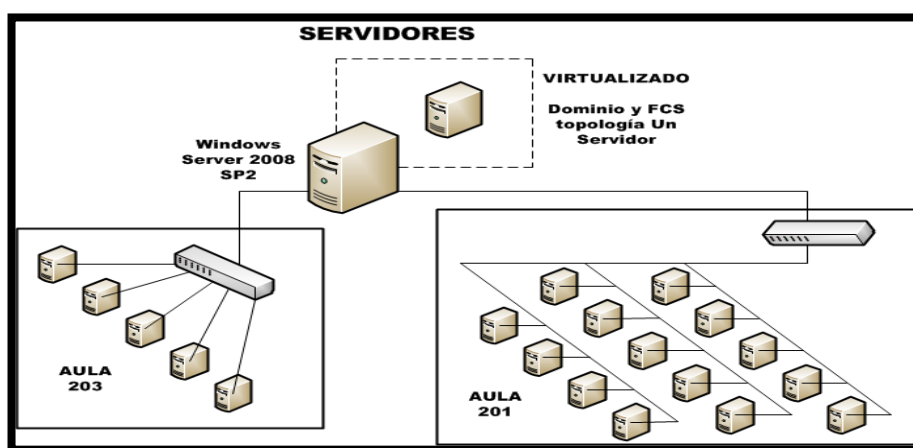 SERVIDORES
VIRTUALIZADO
Dominio y FCS
topología Un
Servidor
Windows
Server 2008
SP2
AULA
203
AULA
201